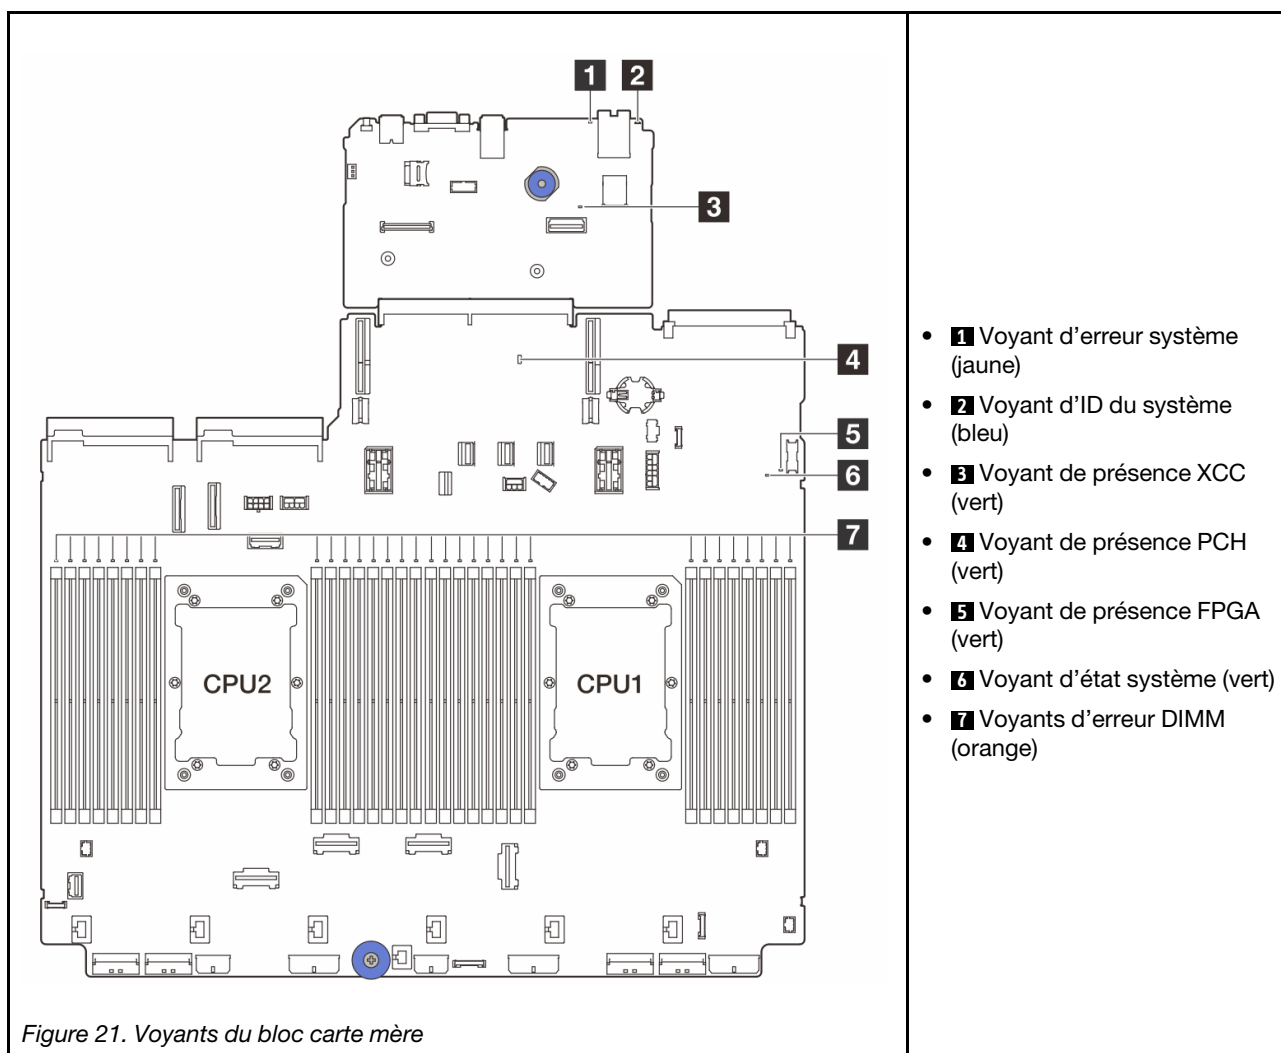 1
2
3
4
5
6
7
CPU2
CPU1
Figure 21. Voyants du bloc carte mère
• 1 Voyant d’erreur système
(jaune)
• 2 Voyant d’ID du système
(bleu)
• 3 Voyant de présence XCC
(vert)
• 4 Voyant de présence PCH
(vert)
• 5 Voyant de présence FPGA
(vert)
• 6 Voyant d’état système (vert)
• 7 Voyants d’erreur DIMM
(orange)